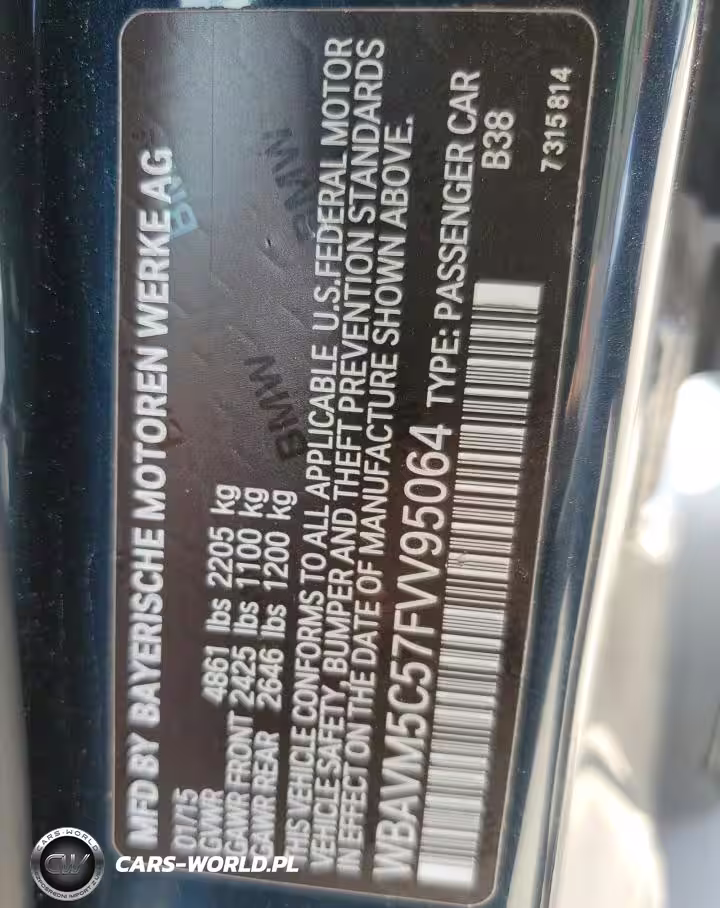 MFD BY BAYERISCHE MOTOREN WERKE AG
01/15
GVWR 4861 lbs 2205 kg
GAWR FRONT 2425 lbs 1100 kg
GAWR REAR 2646 lbs 1200 kg
THIS VEHICLE CONFORMS TO ALL APPLICABLE U.S.FEDERAL MOTOR
VEHICLE SAFETY, BUMPER AND THEFT PREVENTION STANDARDS
IN EFFECT ON THE DATE OF MANUFACTURE SHOWN ABOVE.
WBAVM5C57FVV95064 TYPE: PASSENGER CAR
B38
7 315 814
BMW
BMW
CARS-WORLD.PL